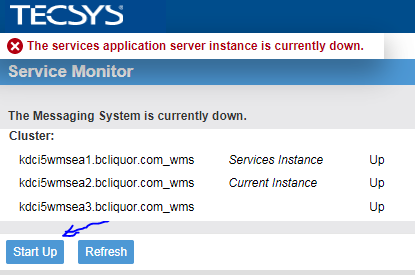 TECSYS
The services application server instance is currently down.
Service Monitor
The Messaging System is currently down.
Cluster:
kdci5wmsea1.bcliquor.com_wms Services Instance Up
kdci5wmsea2.bcliquor.com_wms Current Instance Up
kdci5wmsea3.bcliquor.com_wms Up
Start Up Refresh